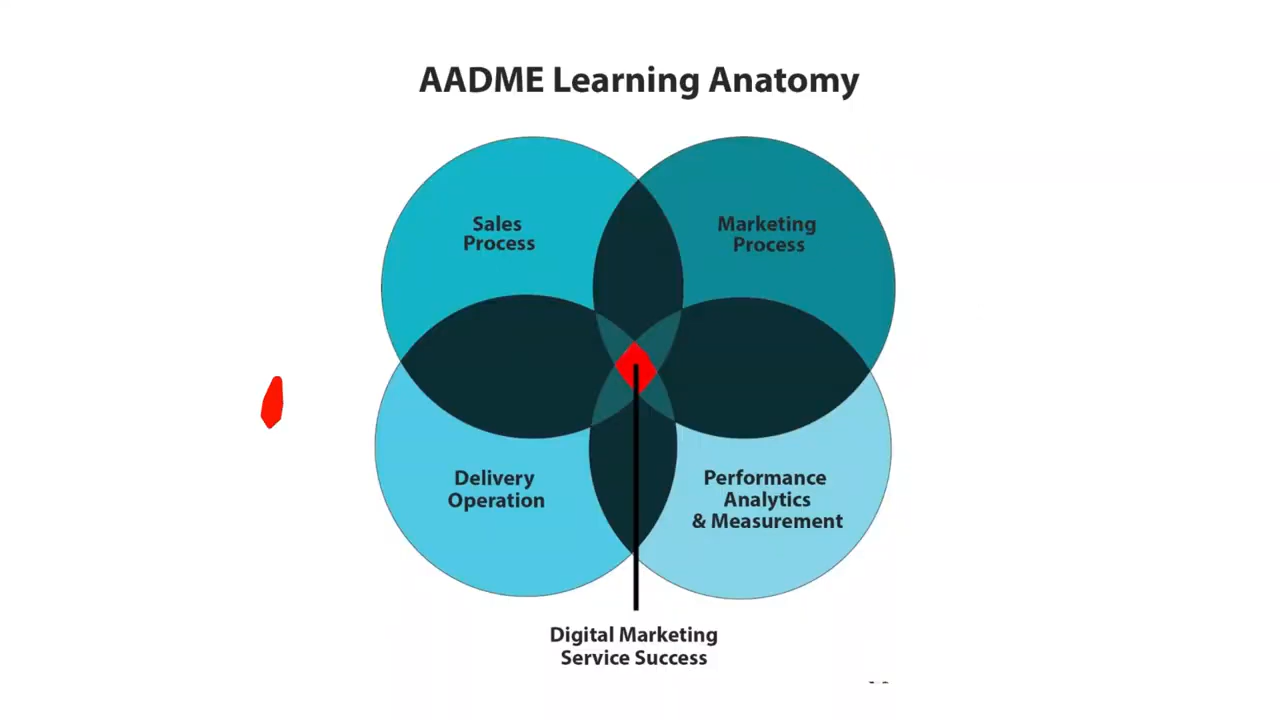 AADME Learning Anatomy
Sales
Process
Marketing
Process
Delivery
Operation
Performance
Analytics
& Measurement
Digital Marketing
Service Success